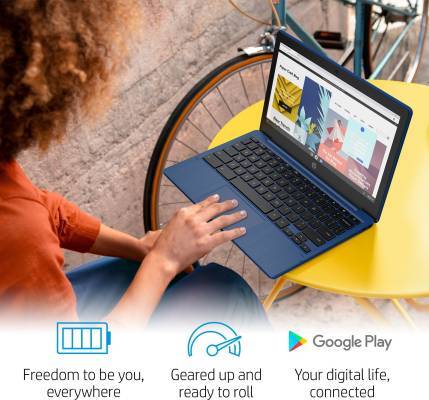 Google Play
Freedom to be you,
everywhere
Geared up and
ready to roll
Your digital life,
connected